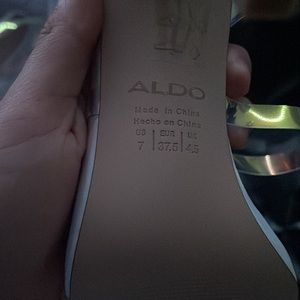 ALDO
Made in China
Hecho en China
US EUR UK
7 37.5 4.5